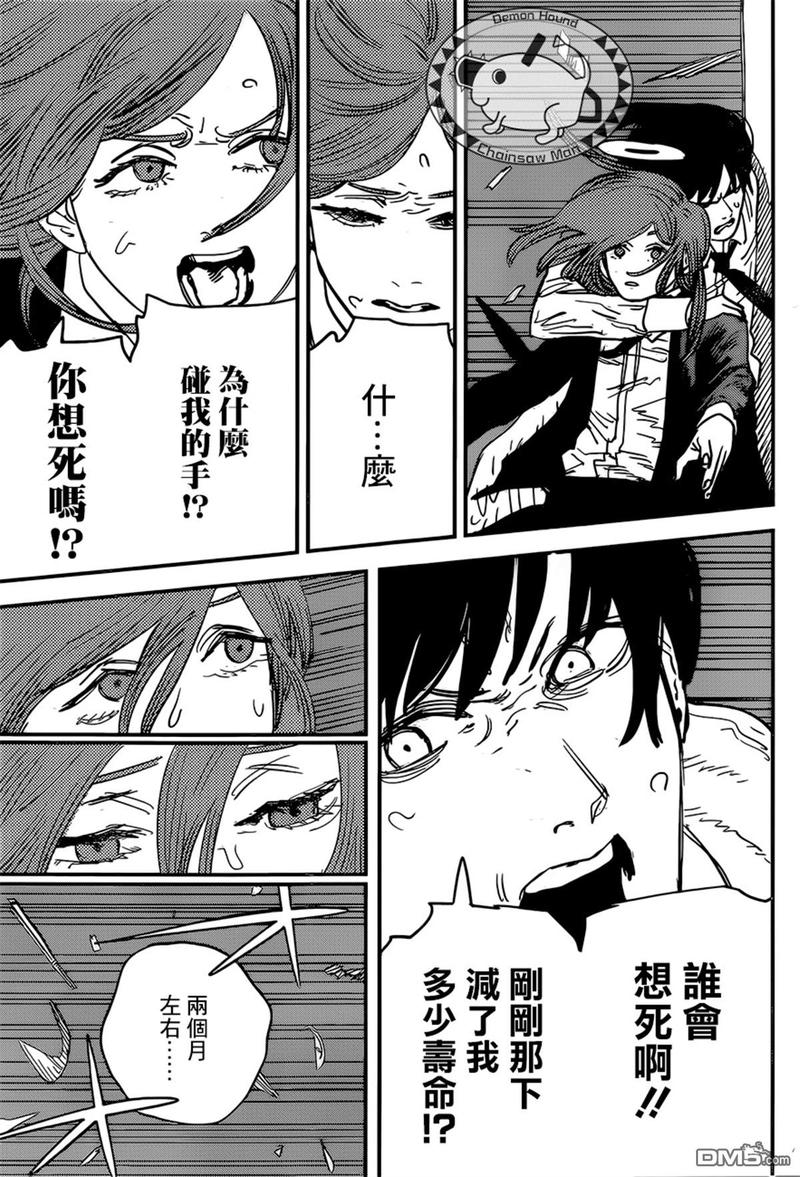 Demon Hound
Chainsaw Man
什…麼
為什麼
碰我的手!?
你想死嗎!?
誰會
想死啊!!
剛剛那下
減了我
多少壽命!?
兩個月
左右……
DM5.com